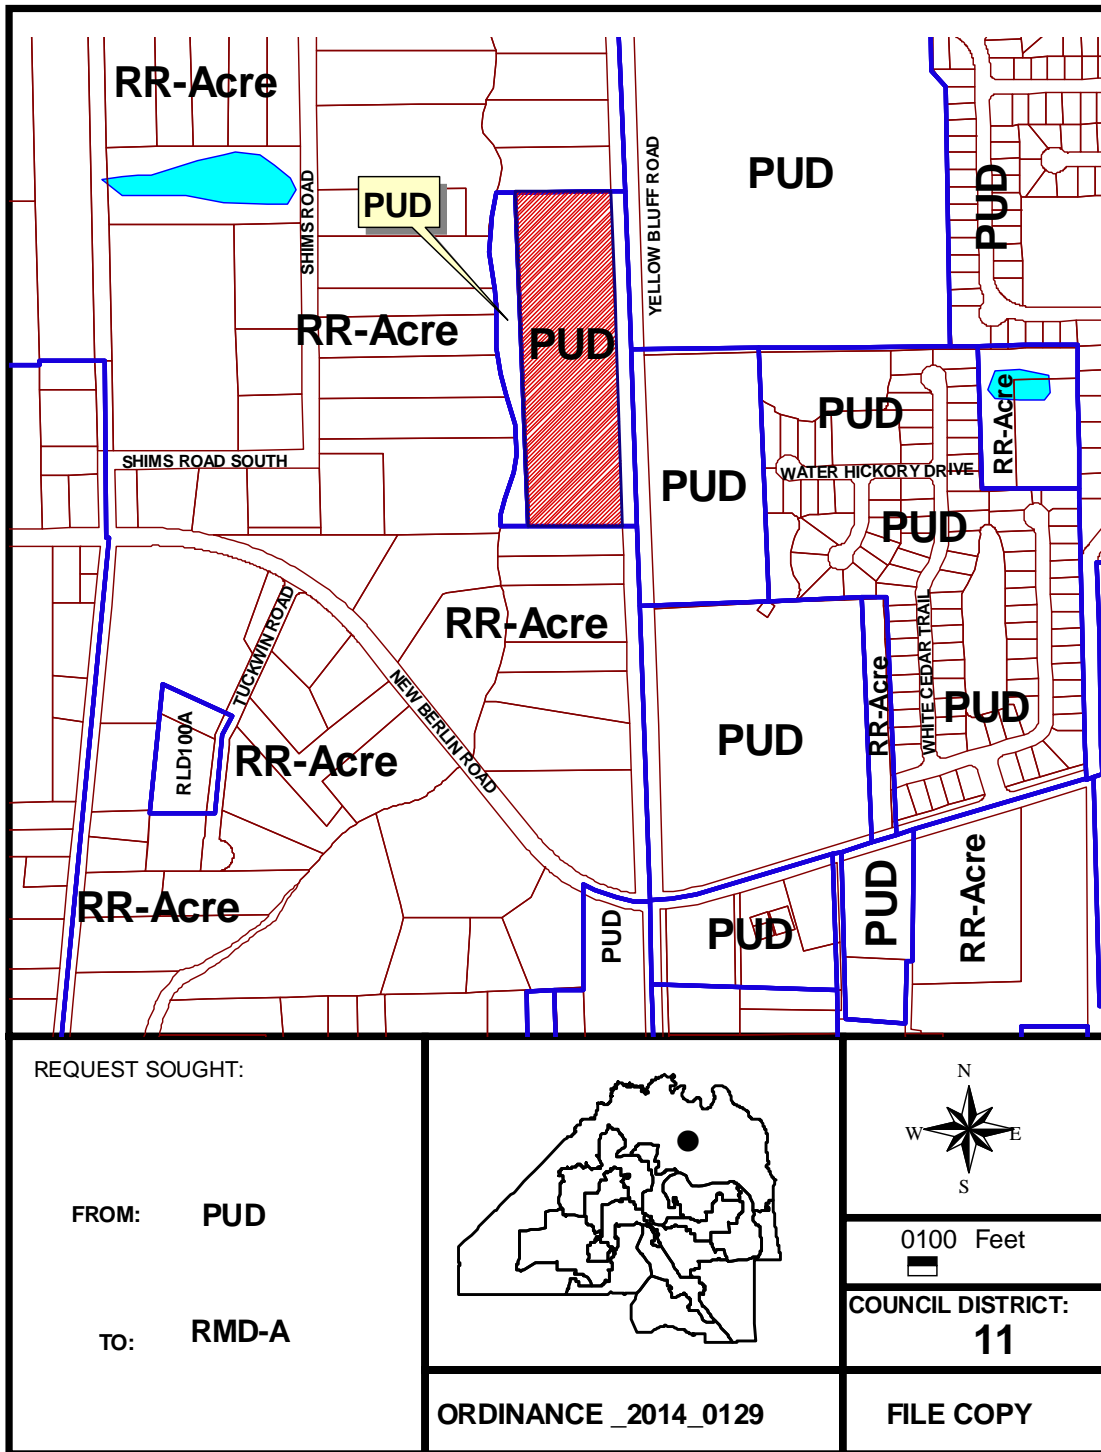 RR-Acre
SHIMS ROAD
PUD
YELLOW BLUFF ROAD
PUD
PUD
RR-Acre
PUD
PUD
RR-Acre
SHIMS ROAD SOUTH
WATER HICKORY DRIVE
PUD
PUD
TUCKWIN ROAD
RR-Acre
NEW BERLIN ROAD
WHITE CEDAR TRAIL
RR-Acre
PUD
PUD
RLD100A
RR-Acre
RR-Acre
PUD
PUD
PUD
RR-Acre
REQUEST SOUGHT:
FROM: PUD
TO: RMD-A
N
W E
S
0100 Feet
COUNCIL DISTRICT:
11
ORDINANCE _2014_0129
FILE COPY